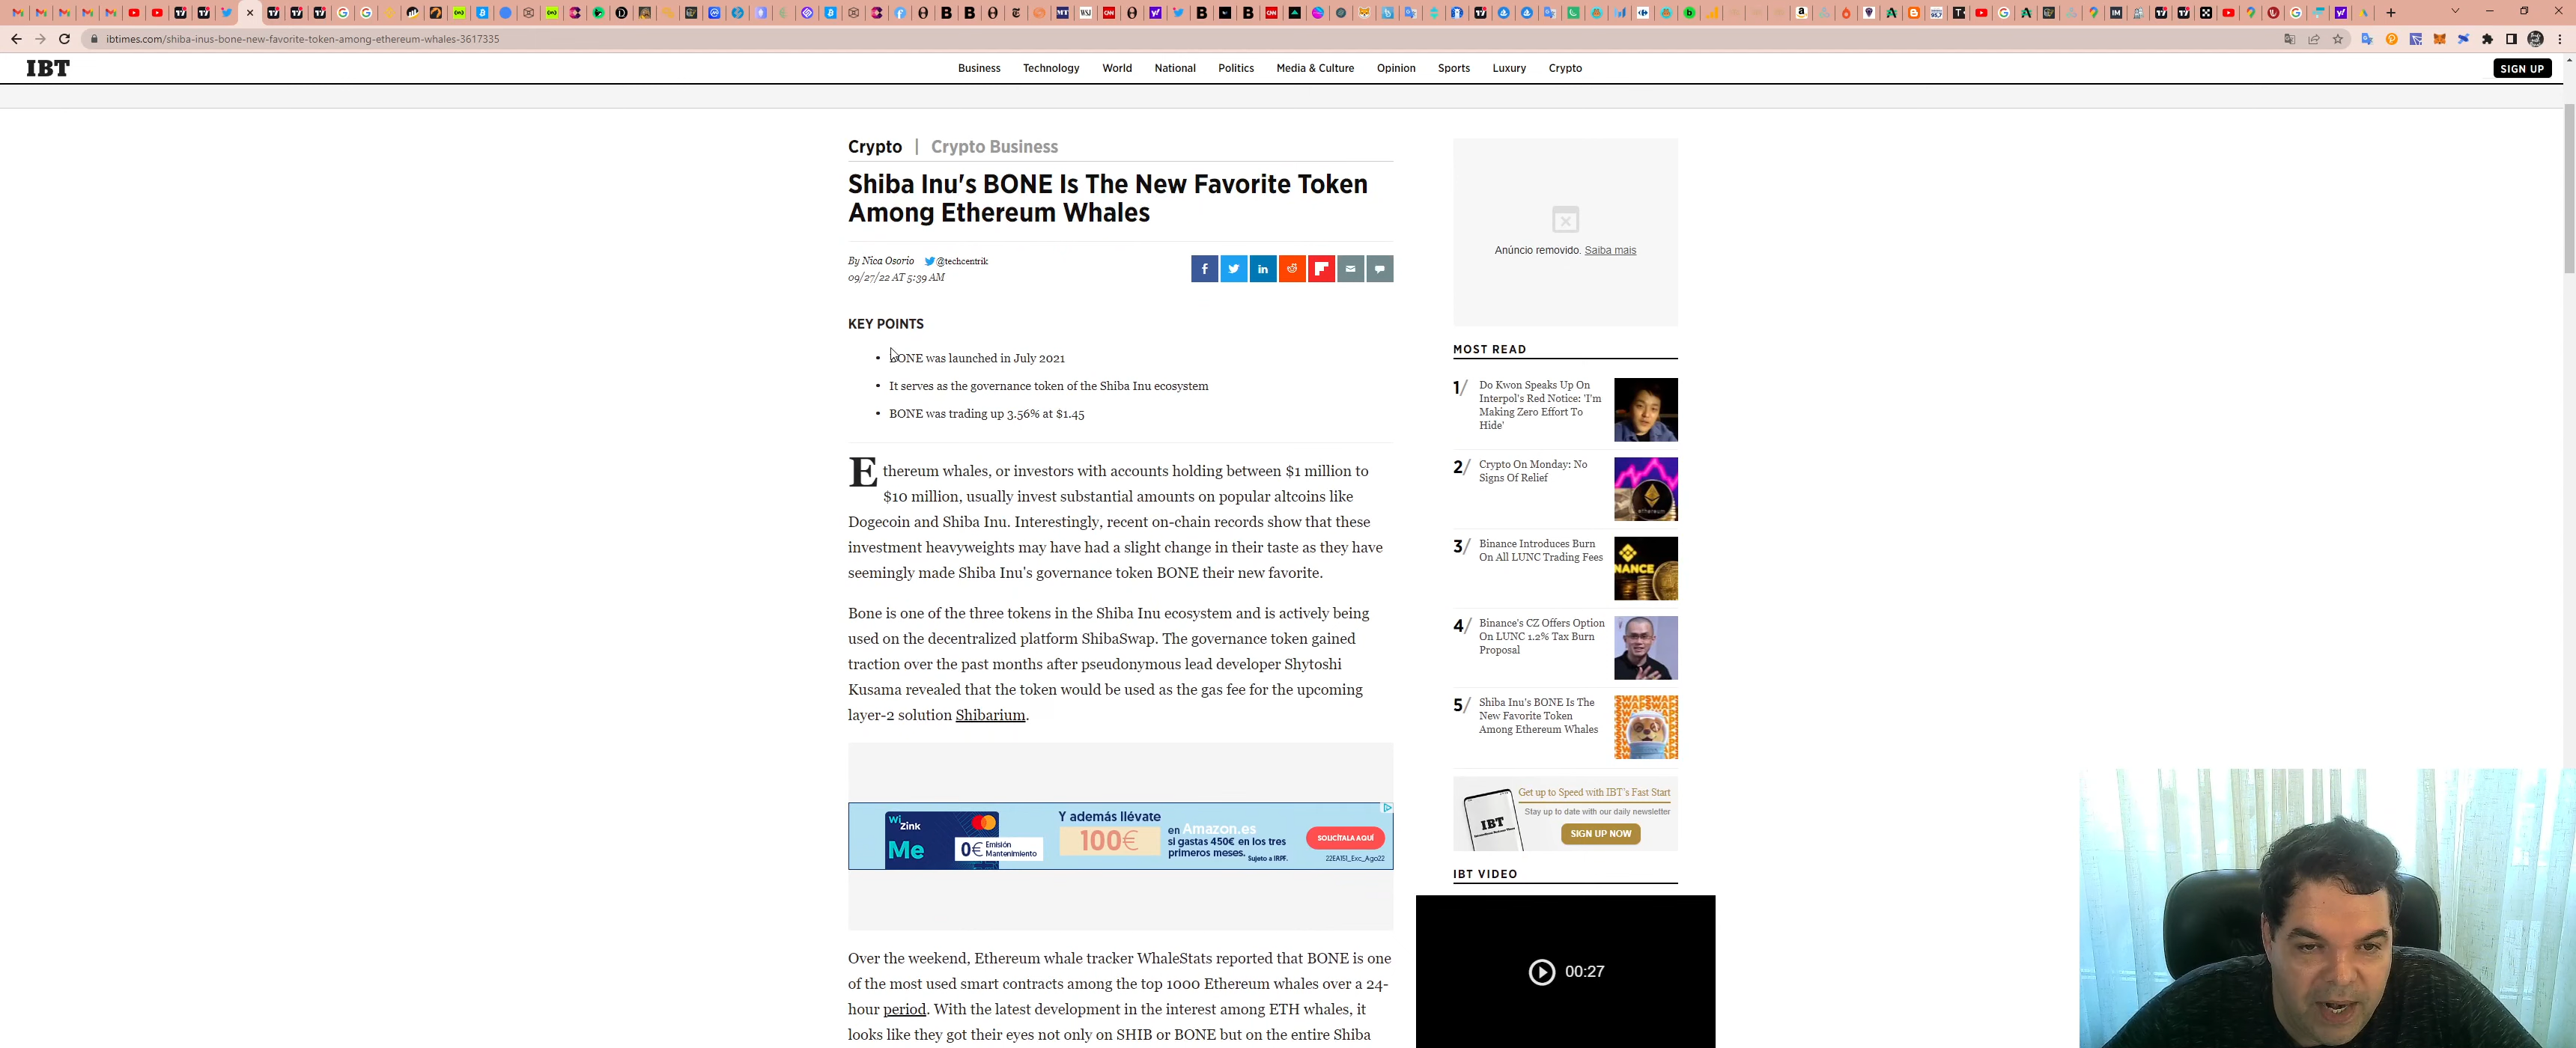 ibtimes.com/shiba-inus-bone-new-favorite-token-among-ethereum-whales-3617335
IBT
Business
Technology
World
National
Politics
Media & Culture
Opinion
Sports
Luxury
Crypto
SIGN UP
Crypto | Crypto Business
Shiba Inu's BONE Is The New Favorite Token
Among Ethereum Whales
By Nica Osorio @techcentrik
09/27/22 AT 5:39 AM
KEY POINTS
• BONE was launched in July 2021
• It serves as the governance token of the Shiba Inu ecosystem
• BONE was trading up 3.56% at $1.45
Ethereum whales, or investors with accounts holding between $1 million to
$10 million, usually invest substantial amounts on popular altcoins like
Dogecoin and Shiba Inu. Interestingly, recent on-chain records show that these
investment heavyweights may have had a slight change in their taste as they have
seemingly made Shiba Inu's governance token BONE their new favorite.
Bone is one of the three tokens in the Shiba Inu ecosystem and is actively being
used on the decentralized platform ShibaSwap. The governance token gained
traction over the past months after pseudonymous lead developer Shytoshi
Kusama revealed that the token would be used as the gas fee for the upcoming
layer-2 solution Shibarium.
Wi
zink
Me
0€ Emisión
Mantenimiento
Y además llévate
100€
en Amazon.es
si gastas 450€ en los tres
primeros meses. Sujeto a IRPF.
SOLICÍTALA AQUÍ
22EA151_Exc_Ago22
Over the weekend, Ethereum whale tracker WhaleStats reported that BONE is one
of the most used smart contracts among the top 1000 Ethereum whales over a 24-
hour period. With the latest development in the interest among ETH whales, it
looks like they got their eyes not only on SHIB or BONE but on the entire Shiba
Anúncio removido. Saiba mais
MOST READ
1/ Do Kwon Speaks Up On
Interpol's Red Notice: 'I'm
Making Zero Effort To
Hide'
2/ Crypto On Monday: No
Signs Of Relief
ethereum
3/ Binance Introduces Burn
On All LUNC Trading Fees
NANCE
4/ Binance's CZ Offers Option
On LUNC 1.2% Tax Burn
Proposal
5/ Shiba Inu's BONE Is The
New Favorite Token
Among Ethereum Whales
Get up to Speed with IBT's Fast Start
Stay up to date with our daily newsletter
IBT
SIGN UP NOW
IBT VIDEO
00:27